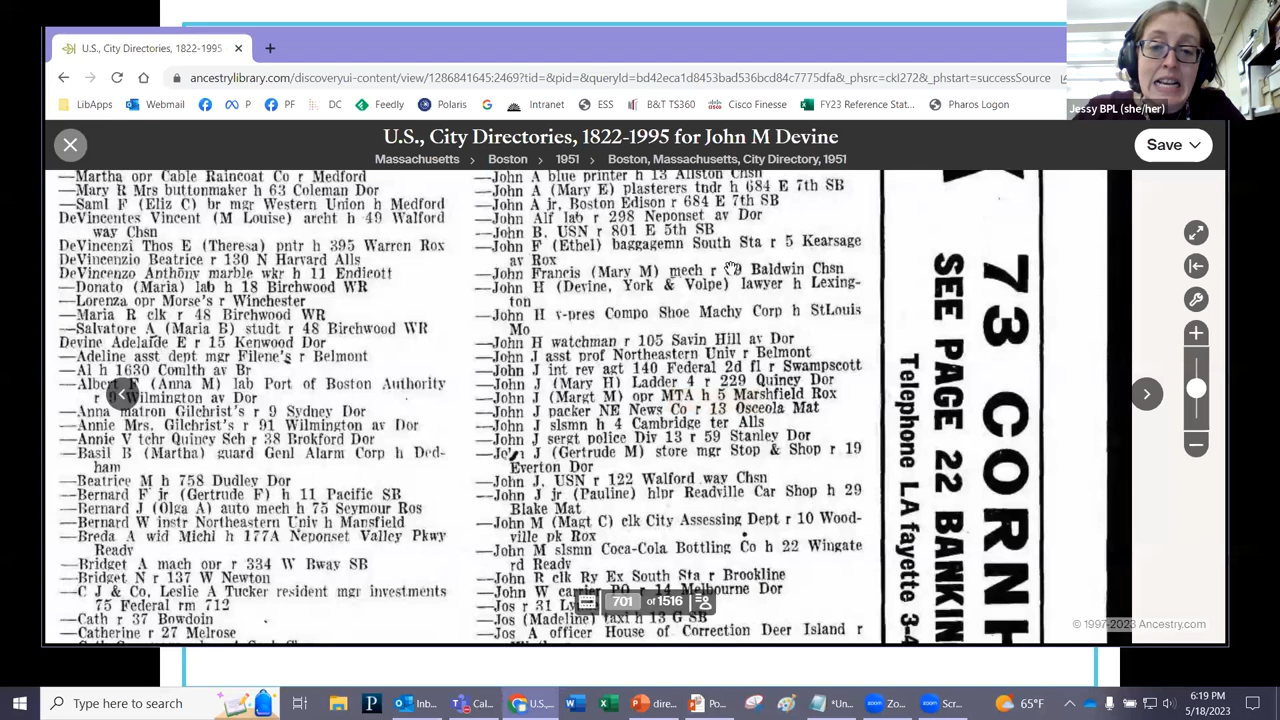 U.S., City Directories, 1822-1995
ancestrylibrary.com/discoveryui-content/view/1286841645:2469?tid=&pid=&queryId=bd42eca1d8453bad536bcd84c7773dfa&_phsrc=ckI272&_phstart=successSource
LibApps
Webmail
P
PF
DC
Feedly
Polaris
Intranet
ESS
B&T TS360
Cisco Finesse
FY23 Reference Stat...
Pharos Logon
Jessy BPL (she/her)
U.S., City Directories, 1822-1995 for John M Devine
Massachusetts > Boston > 1951 > Boston, Massachusetts, City Directory, 1951
Save
—Martha opr Cable Raincoat Co r Medford
—Mary R Mrs buttonmaker h 63 Coleman Dor
—Saml F (Eliz C) br mgr Western Union h Medford
DeVincentes Vincent (M Louise) archt h 49 Walford
way Chsn
DeVincenzi Thos E (Theresa) pntr h 395 Warren Rox
DeVincenzio Beatrice r 130 N Harvard Alls
DeVincenzo Anthony marble wkr h 11 Endicott
—Donato (Maria) lab h 18 Birchwood WR
—Lorenza opr Morse's r Winchester
—Maria R clk r 48 Birchwood WR
—Salvatore A (Maria B) studt r 48 Birchwood WR
Devine Adelaide E r 15 Kenwood Dor
—Adeline asst dept mgr Filene's r Belmont
—Al h 1630 Comlth av Br
—Albert F (Anna M) lab Port of Boston Authority
Wilmington av Dor
—Anna matron Gilchrist's r 9 Sydney Dor
—Annie Mrs. Gilchrist's r 91 Wilmington av Dor
—Annie V tchr Quincy Sch r 38 Brokford Dor
—Basil B (Martha) guard Genl Alarm Corp h Ded-
ham
—Beatrice M h 758 Dudley Dor
—Bernard F jr (Gertrude F) h 11 Pacific SB
—Bernard J (Olga A) auto mech h 75 Seymour Ros
—Bernard W instr Northeastern Univ h Mansfield
—Breda A wid Michl h 177A Neponset Valley Pkwy
Readv
—Bridget A mach opr r 334 W Bway SB
—Bridget N r 137 W Newton
—C J & Co, Leslie A Tucker resident mgr investments
75 Federal rm 712
—Cath r 37 Bowdoin
—Catherine r 27 Melrose
—John A blue printer h 13 Allston Chsn
—John A (Mary E) plasterers tndr h 684 E 7th SB
—John A jr, Boston Edison r 684 E 7th SB
—John Alf lab r 298 Neponset av Dor
—John B, USN r 801 E 5th SB
—John F (Ethel) baggagemn South Sta r 5 Kearsage
av Rox
—John Francis (Mary M) mech r Baldwin Chsn
—John H (Devine, York & Volpe) lawyer h Lexing-
ton
—John H v-pres Compo Shoe Machy Corp h StLouis
Mo
—John H watchman r 105 Savin Hill av Dor
—John J asst prof Northeastern Univ r Belmont
—John J int rev agt 140 Federal 2d fl r Swampscott
—John J (Mary H) Ladder 4 r 229 Quincy Dor
—John J (Margt M) opr MTA h 5 Marshfield Rox
—John J packer NE News Co r 13 Osceola Mat
—John J slsmn h 4 Cambridge ter Alls
—John J sergt police Div 13 r 59 Stanley Dor
—John J (Gertrude M) store mgr Stop & Shop r 19
Everton Dor
—John J, USN r 122 Walford way Chsn
—John J jr (Pauline) hlpr Readville Car Shop h 29
Blake Mat
—John M (Magt C) clk City Assessing Dept r 10 Wood-
ville pk Rox
—John M slsmn Coca-Cola Bottling Co h 22 Wingate
rd Readv
—John R clk Ry Ex South Sta r Brookline
—John W carrier PO r 14 Melbourne Dor
—Jos r 31
—Jos (Madeline) taxi h 13 G SB
—Jos A officer House of Correction Deer Island r
73 CORNH
SEE PAGE 22 BANKIN
Telephone LA fayette 3-4
701 of 1516
© 1997-2023 Ancestry.com
Type here to search
P
Inb...
Cal...
U.S.,...
dire...
Po...
*Un...
Zo...
Scr...
65°F
6:19 PM
5/18/2023